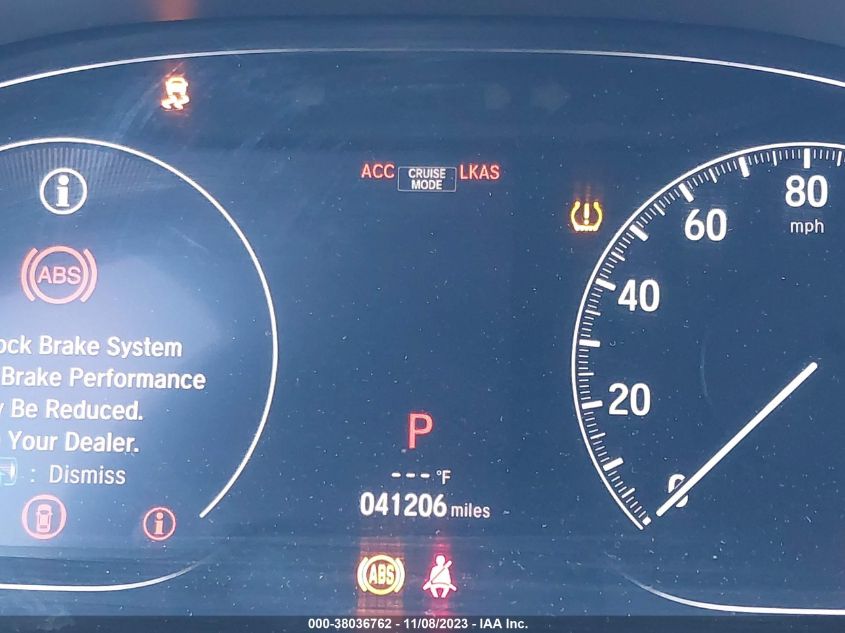 ACC CRUISE MODE LKAS
80
mph
60
40
20
0
ABS
ock Brake System
Brake Performance
y Be Reduced.
Your Dealer.
: Dismiss
P
---°F
041206 miles
ABS
000-38036762 - 11/08/2023 - IAA Inc.